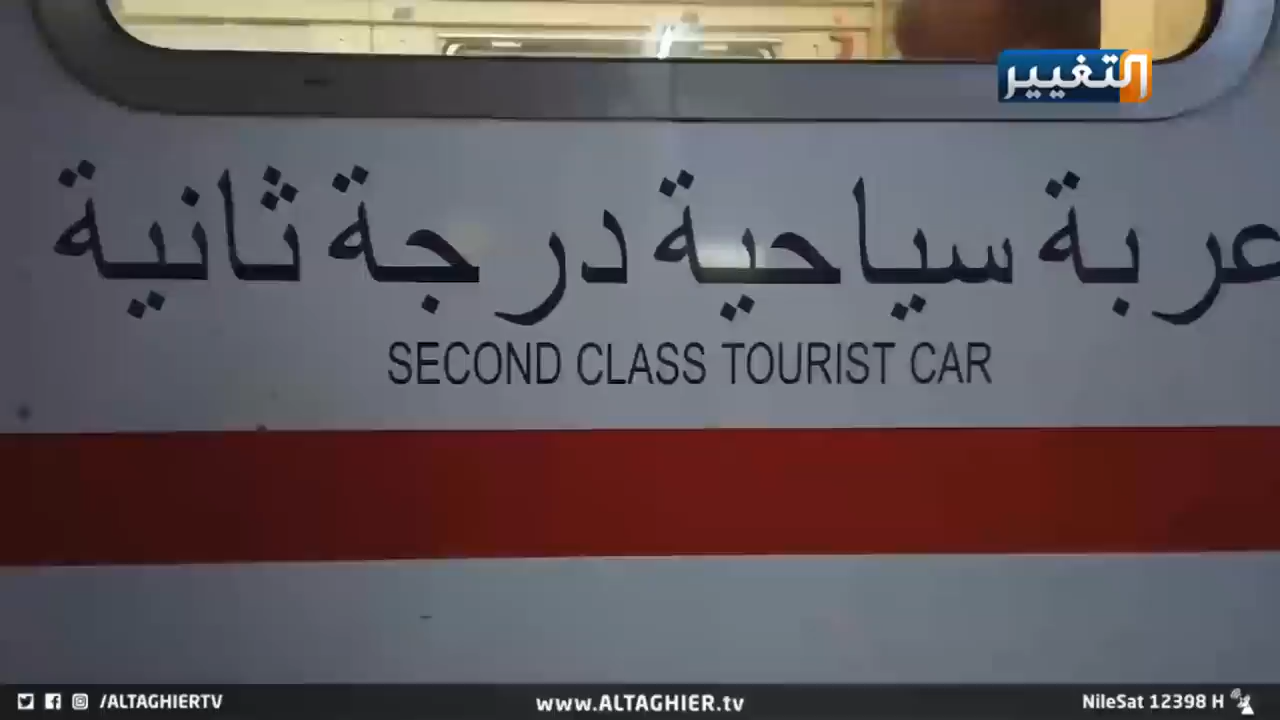 التغيير
عربة سياحية درجة ثانية
SECOND CLASS TOURIST CAR
/ALTAGHIERTV
www.ALTAGHIER.tv
NileSat 12398 H